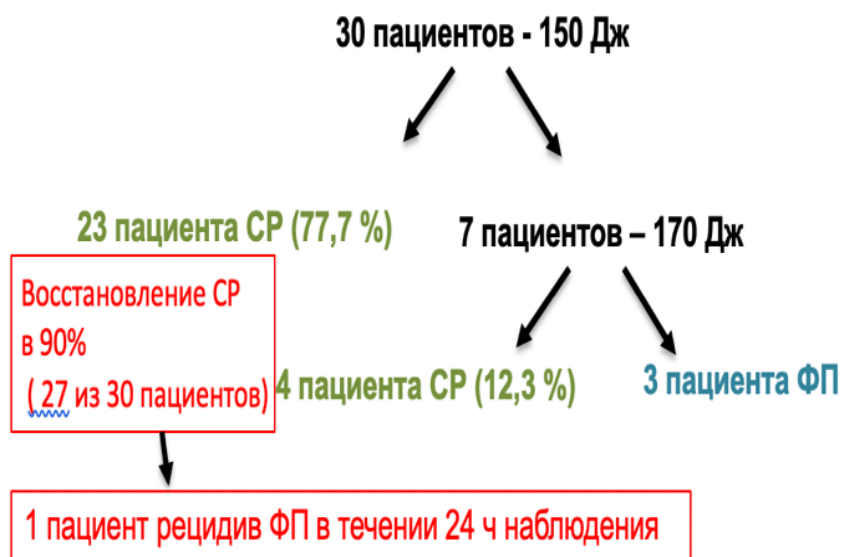 30 пациентов - 150 Дж
23 пациента СР (77,7 %)
7 пациентов – 170 Дж
Восстановление СР
в 90%
( 27 из 30 пациентов)
4 пациента СР (12,3 %)
3 пациента ФП
1 пациент рецидив ФП в течении 24 ч наблюдения